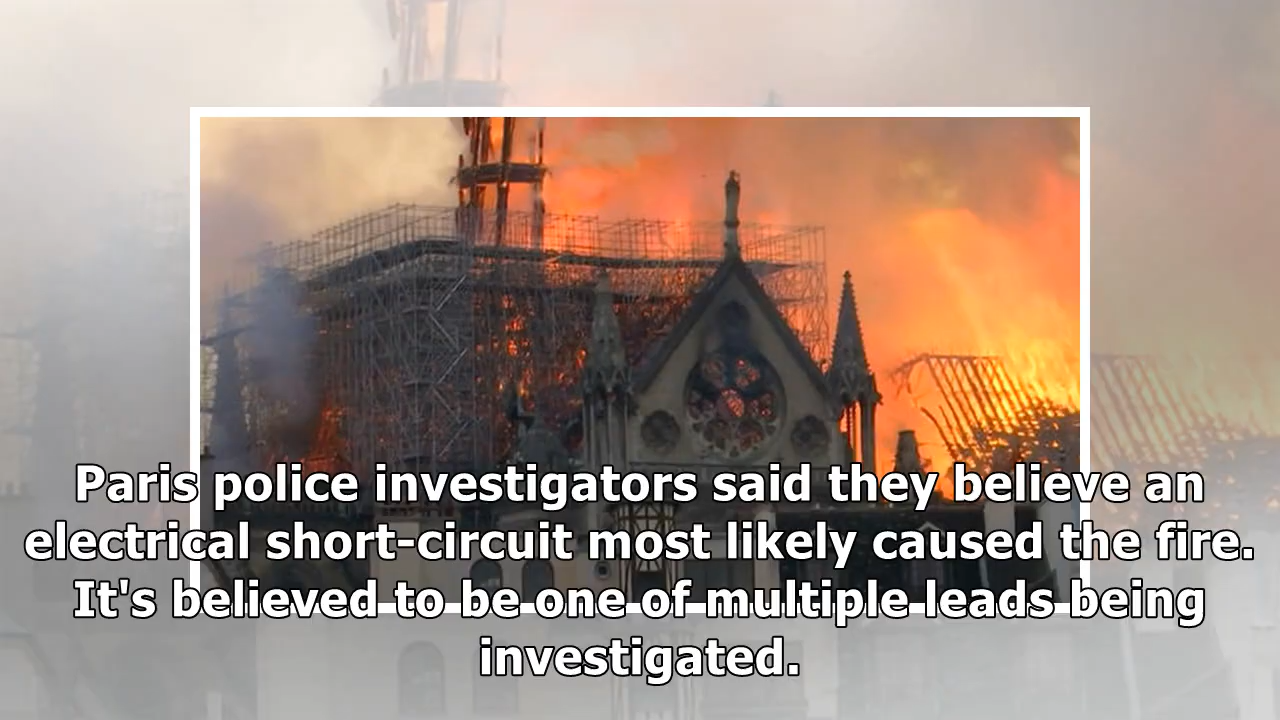 Paris police investigators said they believe an
electrical short-circuit most likely caused the fire.
It's believed to be one of multiple leads being
investigated.